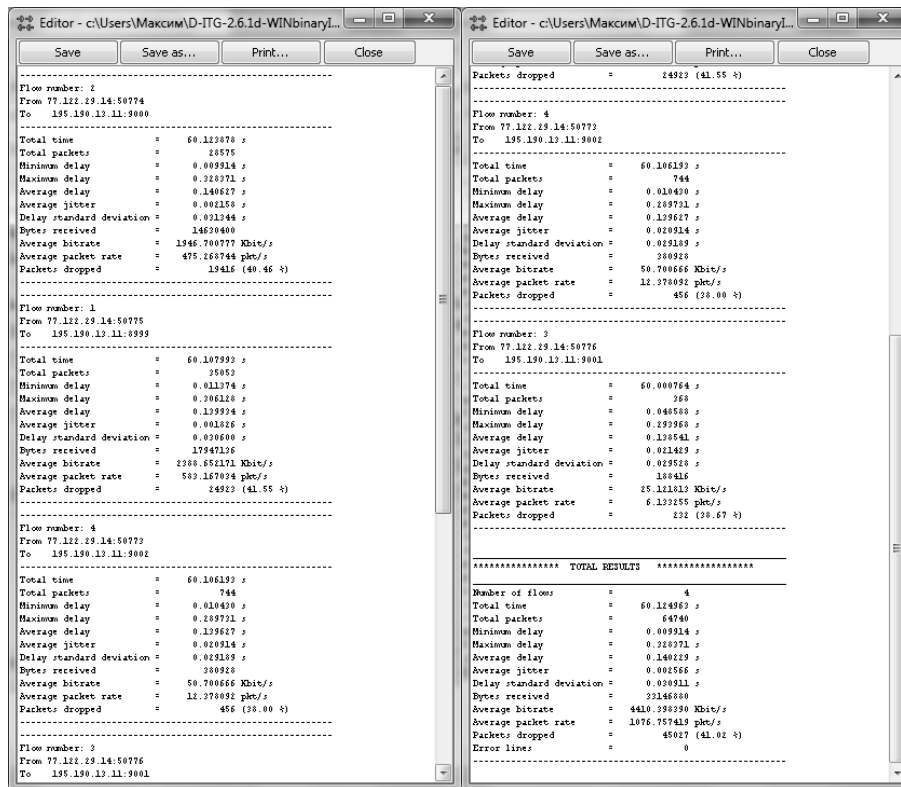 Editor - c:\Users\Максим\D-ITG-2.6.1d-WINbinaryI...
Save Save as... Print... Close
Flow number: 2
From 77.122.29.14:50774
To 195.190.13.11:9000
Total time = 60.123878 s
Total packets = 28575
Minimum delay = 0.009914 s
Maximum delay = 0.328371 s
Average delay = 0.140627 s
Average jitter = 0.002158 s
Delay standard deviation = 0.031344 s
Bytes received = 14630400
Average bitrate = 1946.700777 Kbit/s
Average packet rate = 475.268744 pkt/s
Packets dropped = 19416 (40.46 %)
Flow number: 1
From 77.122.29.14:50775
To 195.190.13.11:8999
Total time = 60.107993 s
Total packets = 35053
Minimum delay = 0.011374 s
Maximum delay = 0.306128 s
Average delay = 0.139934 s
Average jitter = 0.001826 s
Delay standard deviation = 0.030600 s
Bytes received = 17947136
Average bitrate = 2388.652171 Kbit/s
Average packet rate = 583.167034 pkt/s
Packets dropped = 24923 (41.55 %)
Flow number: 4
From 77.122.29.14:50773
To 195.190.13.11:9002
Total time = 60.106193 s
Total packets = 744
Minimum delay = 0.010430 s
Maximum delay = 0.289731 s
Average delay = 0.139627 s
Average jitter = 0.020914 s
Delay standard deviation = 0.029189 s
Bytes received = 380928
Average bitrate = 50.700666 Kbit/s
Average packet rate = 12.378092 pkt/s
Packets dropped = 456 (38.00 %)
Flow number: 3
From 77.122.29.14:50776
To 195.190.13.11:9001
Editor - c:\Users\Максим\D-ITG-2.6.1d-WINbinaryI...
Save Save as... Print... Close
Packets dropped = 24923 (41.55 %)
Flow number: 4
From 77.122.29.14:50773
To 195.190.13.11:9002
Total time = 60.106193 s
Total packets = 744
Minimum delay = 0.010430 s
Maximum delay = 0.289731 s
Average delay = 0.139627 s
Average jitter = 0.020914 s
Delay standard deviation = 0.029189 s
Bytes received = 380928
Average bitrate = 50.700666 Kbit/s
Average packet rate = 12.378092 pkt/s
Packets dropped = 456 (38.00 %)
Flow number: 3
From 77.122.29.14:50776
To 195.190.13.11:9001
Total time = 60.000764 s
Total packets = 368
Minimum delay = 0.048588 s
Maximum delay = 0.293968 s
Average delay = 0.138541 s
Average jitter = 0.021429 s
Delay standard deviation = 0.029528 s
Bytes received = 188416
Average bitrate = 25.121813 Kbit/s
Average packet rate = 6.133255 pkt/s
Packets dropped = 232 (38.67 %)
**************** TOTAL RESULTS ******************
Number of flows = 4
Total time = 60.124963 s
Total packets = 64740
Minimum delay = 0.009914 s
Maximum delay = 0.328371 s
Average delay = 0.140229 s
Average jitter = 0.002566 s
Delay standard deviation = 0.030911 s
Bytes received = 33146880
Average bitrate = 4410.398390 Kbit/s
Average packet rate = 1076.757419 pkt/s
Packets dropped = 45027 (41.02 %)
Error lines = 0